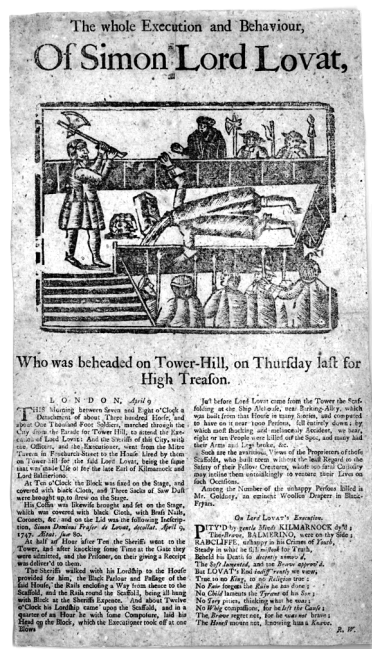 The whole Execution and Behaviour,
Of Simon Lord Lovat,
Who was beheaded on Tower-Hill, on Thursday last for
High Treason.
LONDON, April 9
THIS Morning between Seven and Eight o'Clock a
Detachment of about Three hundred Horse, and
about One Thousand Foot Soldiers, marched through the
City from the Parade for Tower Hill, to attend the Exe-
cution of Lord Lovat: And the Sheriffs of this City, with
the Officers, and the Executioner, went from the Mitre
Tavern in Fenchurch-street to the House hired by them
on Tower-hill for the said Lord Lovat, being the same
that was made Use of for the late Earl of Kilmarnock and
Lord Balmerino.
At Ten o'Clock the Block was fixed on the Stage, and
covered with black Cloth, and Three Sacks of Saw Dust
were brought up to strew on the Stage.
His Coffin was likewise brought and set on the Stage,
which was covered with black Cloth, with Brass Nails,
Coronets, &c. and on the Lid was the following Inscrip-
tion, Simon Dominus Fraser de Lovat, decollat. April 9.
1747. Ætat. suæ 80.
At half an Hour after Ten the Sheriffs went to the
Tower, and after knocking some Time at the Gate they
were admitted, and the Prisoner, on their giving a Receipt
was deliver'd to them.
The Sheriffs walked with his Lordship to the House
provided for him, the Black Parlour and Passage of the
said House, the Rails enclosing a Way from thence to the
Scaffold, and the Rails round the Scaffold, being all hung
with Black at the Sheriffs Expence. And about Twelve
o'Clock his Lordship came upon the Scaffold, and in a
quarter of an Hour he with some Composure, laid his
Head on the Block, which the Executioner took off at one
Blow.
Just before Lord Lovat came from the Tower the Scaf-
folding at the Ship Alehouse, near Barking-Alley, which
was built from that House in many Stories, and computed
to have on it near 1000 Persons, fell entirely down; by
which most shocking and melancholy Accident, we hear,
eight or ten People were killed on the Spot, and many had
their Arms and Legs broke, &c.
Such are the avaritious Views of the Proprietors of those
Scaffolds, who build them without the least Regard to the
Safety of their Fellow Creatures, whose too fatal Curiosity
may incline them unthinkingly to venture their Lives on
such Occasions.
Among the Number of the unhappy Persons killed is
Mr. an eminent Woollen Draper in Black-
Fryars.
On Lord Lovat's Execution.
PITY'D by gentle Minds KILMARNOCK dy'd;
The Brave, BALMERINO, were on thy side;
RADCLIFFE, unhappy in his Crimes of Youth,
Steady in what he still mistook for Truth,
Beheld his Death so decently unmov'd,
The Soft lamented, and the Brave approv'd.
But LOVAT's End indiff'rently we view,
True to no King, to no Religion true:
No Fair forgets the Ruin he has done;
No Child laments the Tyrant of his Son;
No Tory pities, thinking what he was;
No Whig compassions, for he left the Cause;
The Brave regret not, for he was not brave;
The Honest mourn not, knowing him a Knave.
R. W.